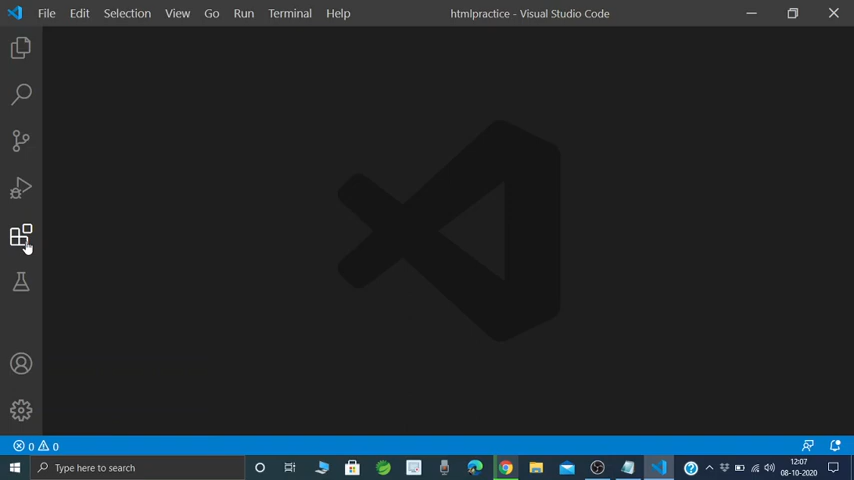 File Edit Selection View Go Run Terminal Help htmlpractice - Visual Studio Code
0 0
Type here to search
12:07
08-10-2020